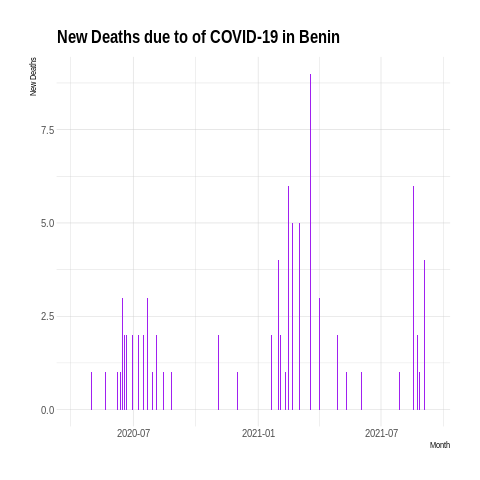 New Deaths due to of COVID-19 in Benin
New Deaths
7.5
5.0
2.5
0.0
2020-07
2021-01
2021-07
Month